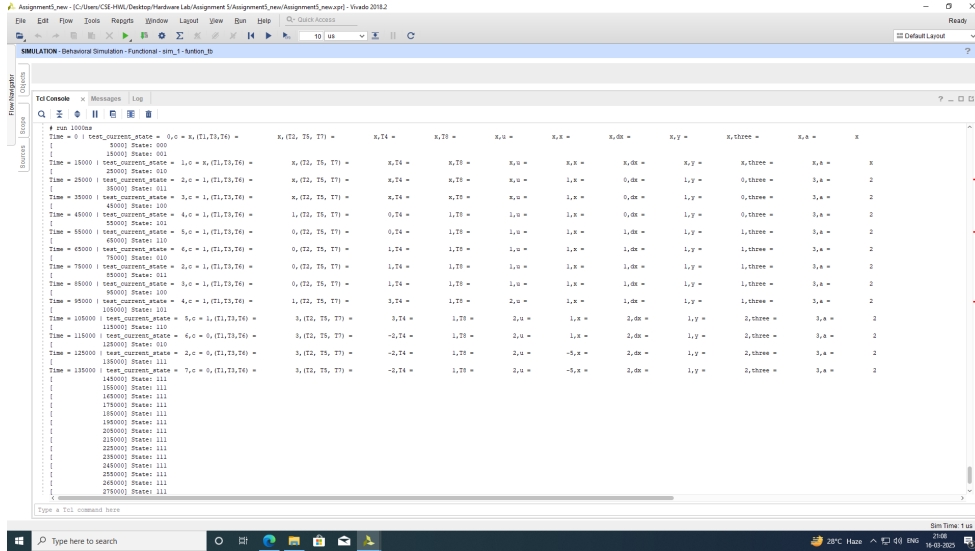 Assignment5_new - [C:/Users/CSE-HWL/Desktop/Hardware Lab/Assignment 5/Assignment5_new/Assignment5_new.xpr] - Vivado 2018.2
File Edit Flow Tools Reports Window Layout View Run Help Quick Access
Ready
10 us
Default Layout
SIMULATION - Behavioral Simulation - Functional - sim_1 - funtion_tb
Flow Navigator
Objects
Scope
Sources
Tcl Console Messages Log
# run 1000ns
Time = 0 | test_current_state = 0,c = x,(T1,T3,T6) = x,(T2, T5, T7) = x,T4 = x,T8 = x,u = x,x = x,dx = x,y = x,three = x,a = x
[ 5000] State: 000
[ 15000] State: 001
Time = 15000 | test_current_state = 1,c = x,(T1,T3,T6) = x,(T2, T5, T7) = x,T4 = x,T8 = x,u = x,x = x,dx = x,y = x,three = x,a = x
[ 25000] State: 010
Time = 25000 | test_current_state = 2,c = 1,(T1,T3,T6) = x,(T2, T5, T7) = x,T4 = x,T8 = x,u = 1,x = 0,dx = 1,y = 0,three = 3,a = 2
[ 35000] State: 011
Time = 35000 | test_current_state = 3,c = 1,(T1,T3,T6) = x,(T2, T5, T7) = x,T4 = x,T8 = x,u = 1,x = 0,dx = 1,y = 0,three = 3,a = 2
[ 45000] State: 100
Time = 45000 | test_current_state = 4,c = 1,(T1,T3,T6) = 1,(T2, T5, T7) = 0,T4 = 1,T8 = 1,u = 1,x = 0,dx = 1,y = 0,three = 3,a = 2
[ 55000] State: 101
Time = 55000 | test_current_state = 5,c = 1,(T1,T3,T6) = 0,(T2, T5, T7) = 0,T4 = 1,T8 = 1,u = 1,x = 1,dx = 1,y = 1,three = 3,a = 2
[ 65000] State: 110
Time = 65000 | test_current_state = 6,c = 1,(T1,T3,T6) = 0,(T2, T5, T7) = 1,T4 = 1,T8 = 1,u = 1,x = 1,dx = 1,y = 1,three = 3,a = 2
[ 75000] State: 010
Time = 75000 | test_current_state = 2,c = 1,(T1,T3,T6) = 0,(T2, T5, T7) = 1,T4 = 1,T8 = 1,u = 1,x = 1,dx = 1,y = 1,three = 3,a = 2
[ 85000] State: 011
Time = 85000 | test_current_state = 3,c = 1,(T1,T3,T6) = 0,(T2, T5, T7) = 1,T4 = 1,T8 = 1,u = 1,x = 1,dx = 1,y = 1,three = 3,a = 2
[ 95000] State: 100
Time = 95000 | test_current_state = 4,c = 1,(T1,T3,T6) = 1,(T2, T5, T7) = 3,T4 = 1,T8 = 2,u = 1,x = 1,dx = 1,y = 1,three = 3,a = 2
[ 105000] State: 101
Time = 105000 | test_current_state = 5,c = 1,(T1,T3,T6) = 3,(T2, T5, T7) = 3,T4 = 1,T8 = 2,u = 1,x = 2,dx = 1,y = 2,three = 3,a = 2
[ 115000] State: 110
Time = 115000 | test_current_state = 6,c = 0,(T1,T3,T6) = 3,(T2, T5, T7) = -2,T4 = 1,T8 = 2,u = 1,x = 2,dx = 1,y = 2,three = 3,a = 2
[ 125000] State: 010
Time = 125000 | test_current_state = 2,c = 0,(T1,T3,T6) = 3,(T2, T5, T7) = -2,T4 = 1,T8 = 2,u = -5,x = 2,dx = 1,y = 2,three = 3,a = 2
[ 135000] State: 111
Time = 135000 | test_current_state = 7,c = 0,(T1,T3,T6) = 3,(T2, T5, T7) = -2,T4 = 1,T8 = 2,u = -5,x = 2,dx = 1,y = 2,three = 3,a = 2
[ 145000] State: 111
[ 155000] State: 111
[ 165000] State: 111
[ 175000] State: 111
[ 185000] State: 111
[ 195000] State: 111
[ 205000] State: 111
[ 215000] State: 111
[ 225000] State: 111
[ 235000] State: 111
[ 245000] State: 111
[ 255000] State: 111
[ 265000] State: 111
[ 275000] State: 111
Type a Tcl command here
Sim Time: 1 us
Type here to search
28°C Haze
ENG
21:08
16-03-2025